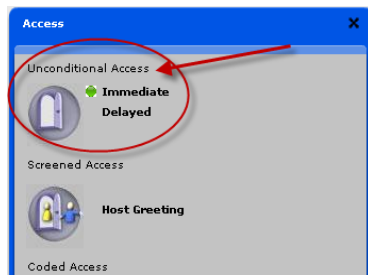 Access
Unconditional Access
Immediate
Delayed
Screened Access
Host Greeting
Coded Access